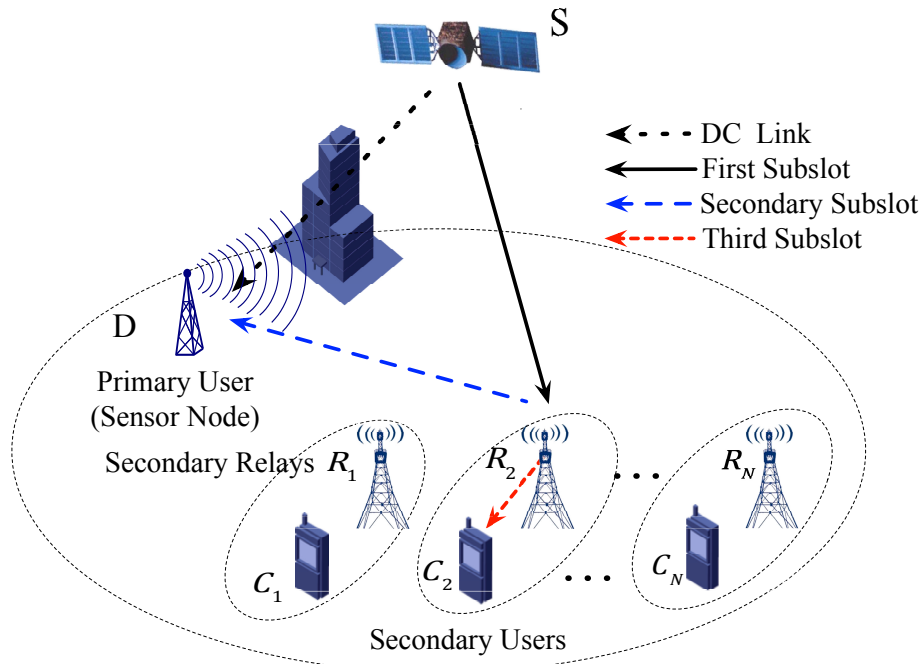 S
DC Link
First Subslot
Secondary Subslot
Third Subslot
D
Primary User
(Sensor Node)
Secondary Relays R1 R2 ... RN
C1 C2 ... CN
Secondary Users